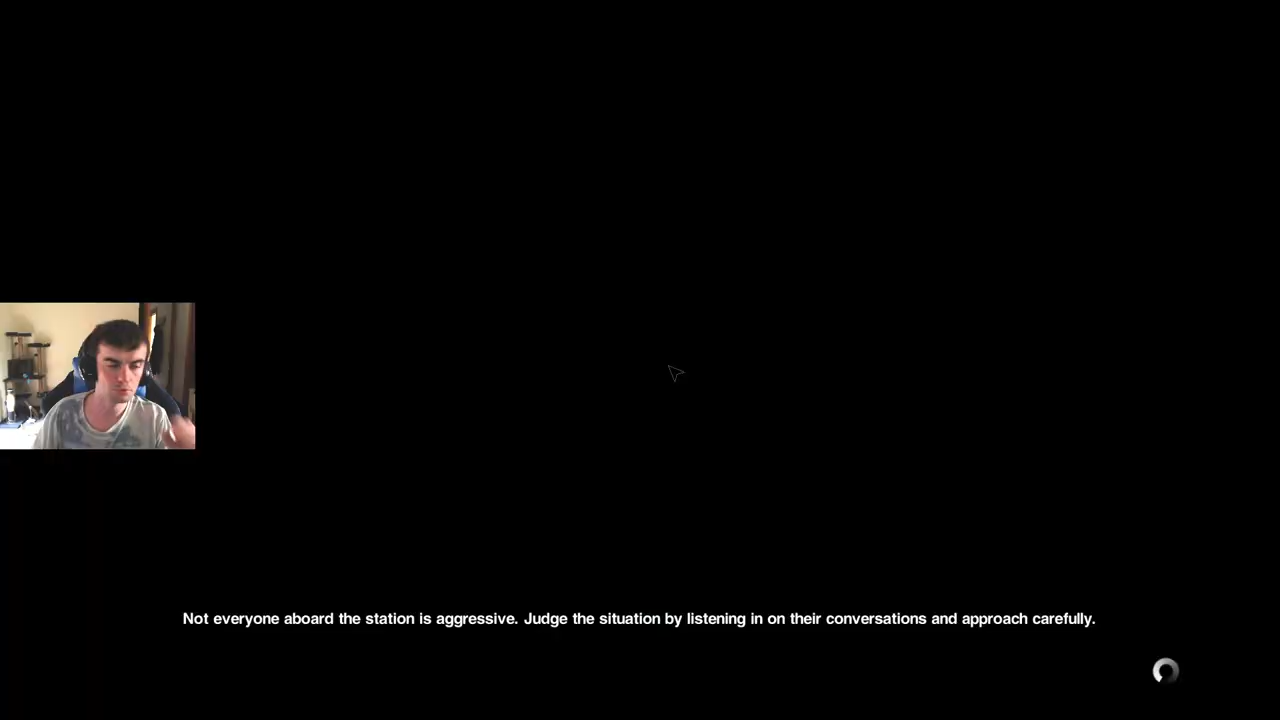 Not everyone aboard the station is aggressive. Judge the situation by listening in on their conversations and approach carefully.